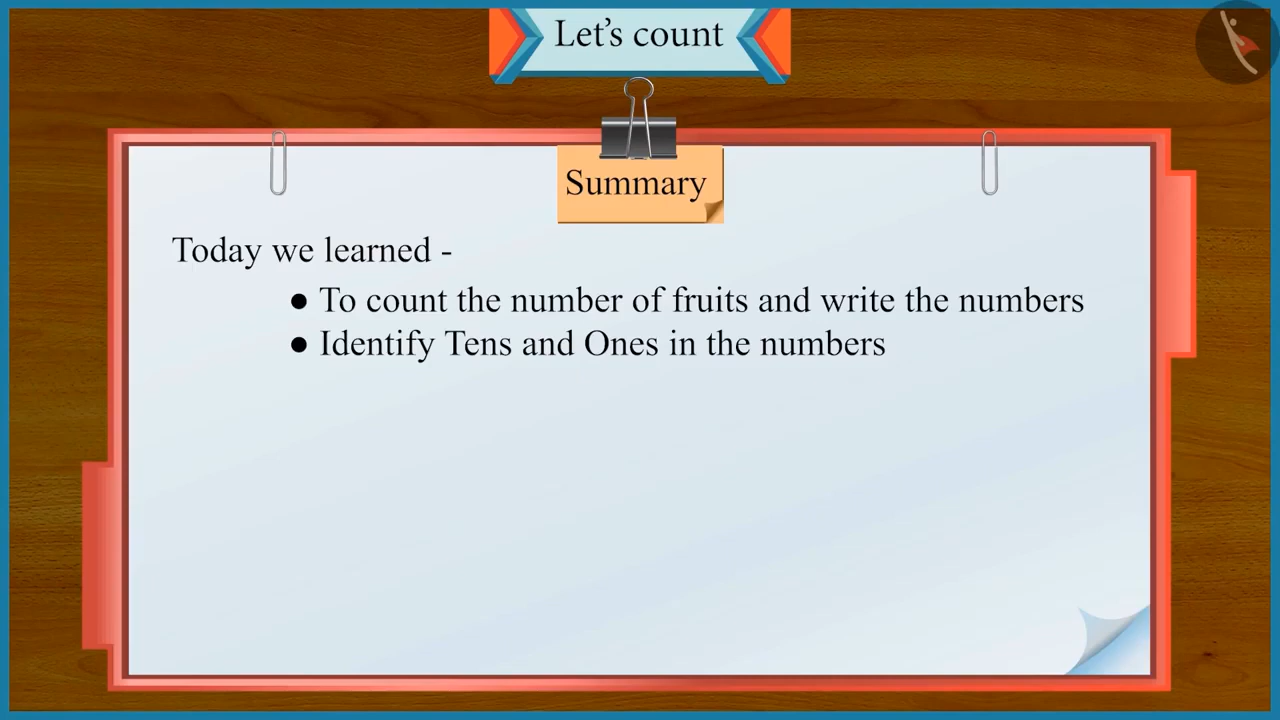 Let's count
Summary
Today we learned -
● To count the number of fruits and write the numbers
● Identify Tens and Ones in the numbers